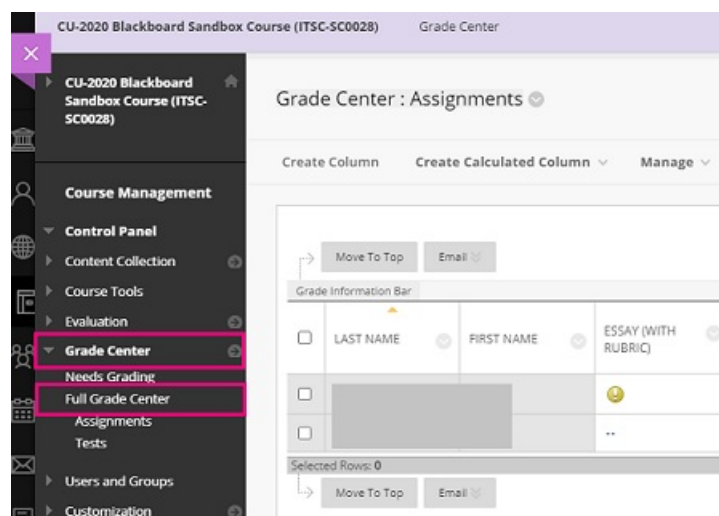 CU-2020 Blackboard Sandbox Course (ITSC-SC0028) Grade Center
CU-2020 Blackboard
Sandbox Course (ITSC-
SC0028)
Course Management
Control Panel
Content Collection
Course Tools
Evaluation
Grade Center
Needs Grading
Full Grade Center
Assignments
Tests
Users and Groups
Customization
Grade Center : Assignments
Create Column Create Calculated Column Manage
Move To Top Email
Grade Information Bar
LAST NAME FIRST NAME ESSAY (WITH
RUBRIC)
--
Selected Rows: 0
Move To Top Email